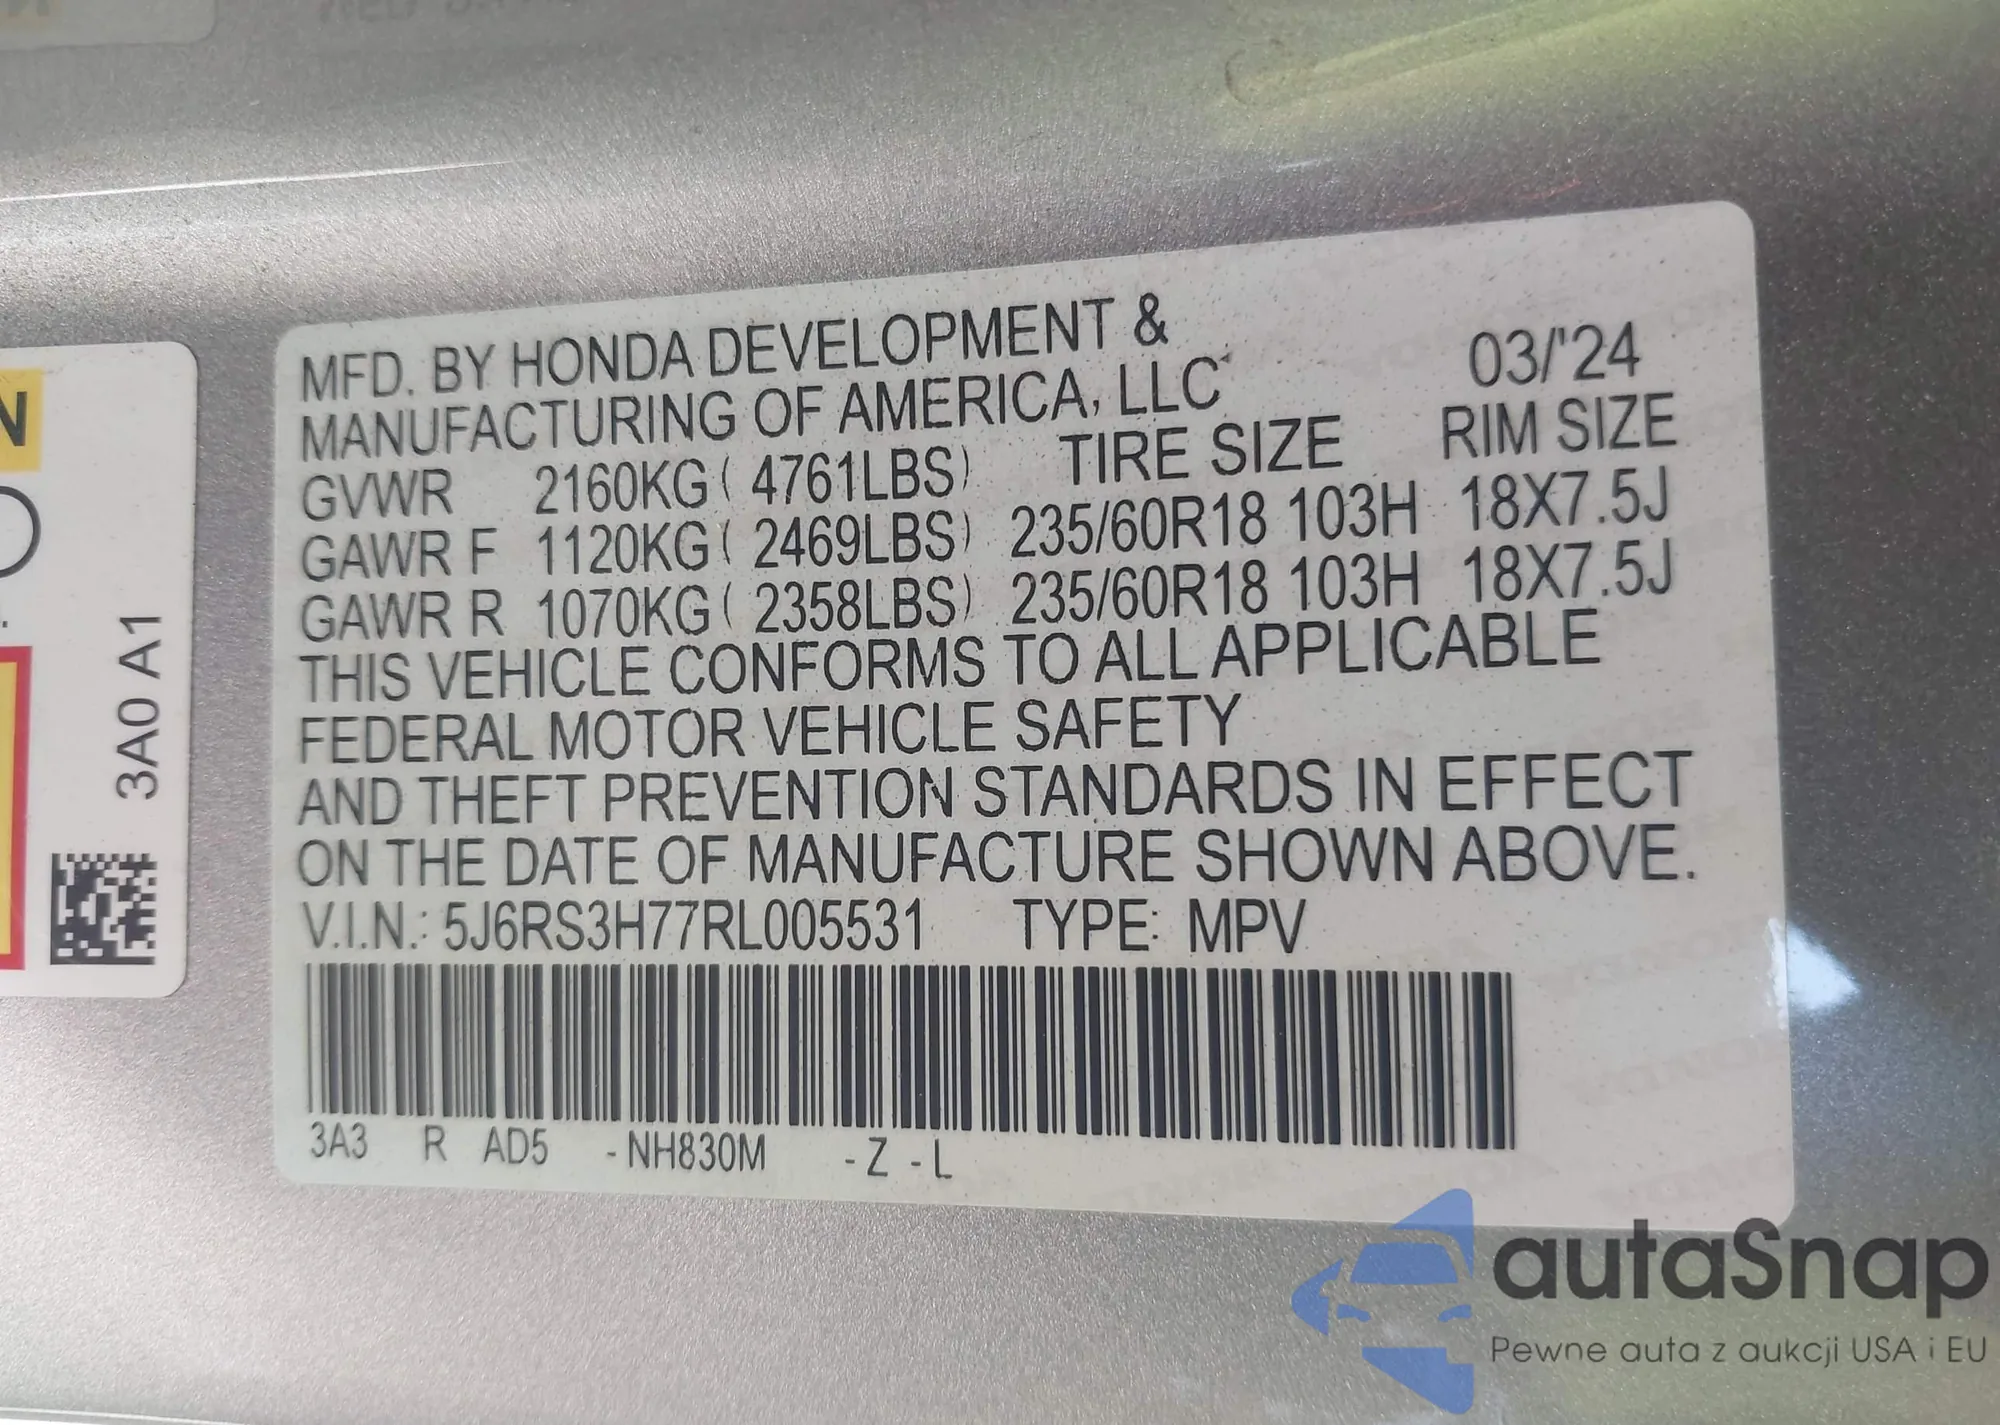 MFD. BY HONDA DEVELOPMENT &
MANUFACTURING OF AMERICA, LLC 03/'24
GVWR 2160KG ( 4761LBS) TIRE SIZE RIM SIZE
GAWR F 1120KG ( 2469LBS) 235/60R18 103H 18X7.5J
GAWR R 1070KG ( 2358LBS) 235/60R18 103H 18X7.5J
THIS VEHICLE CONFORMS TO ALL APPLICABLE
FEDERAL MOTOR VEHICLE SAFETY
AND THEFT PREVENTION STANDARDS IN EFFECT
ON THE DATE OF MANUFACTURE SHOWN ABOVE.
V.I.N.: 5J6RS3H77RL005531 TYPE: MPV
3A3 R AD5 -NH830M -Z -L
N
3A0 A1
autaSnap
Pewne auta z aukcji USA i EU